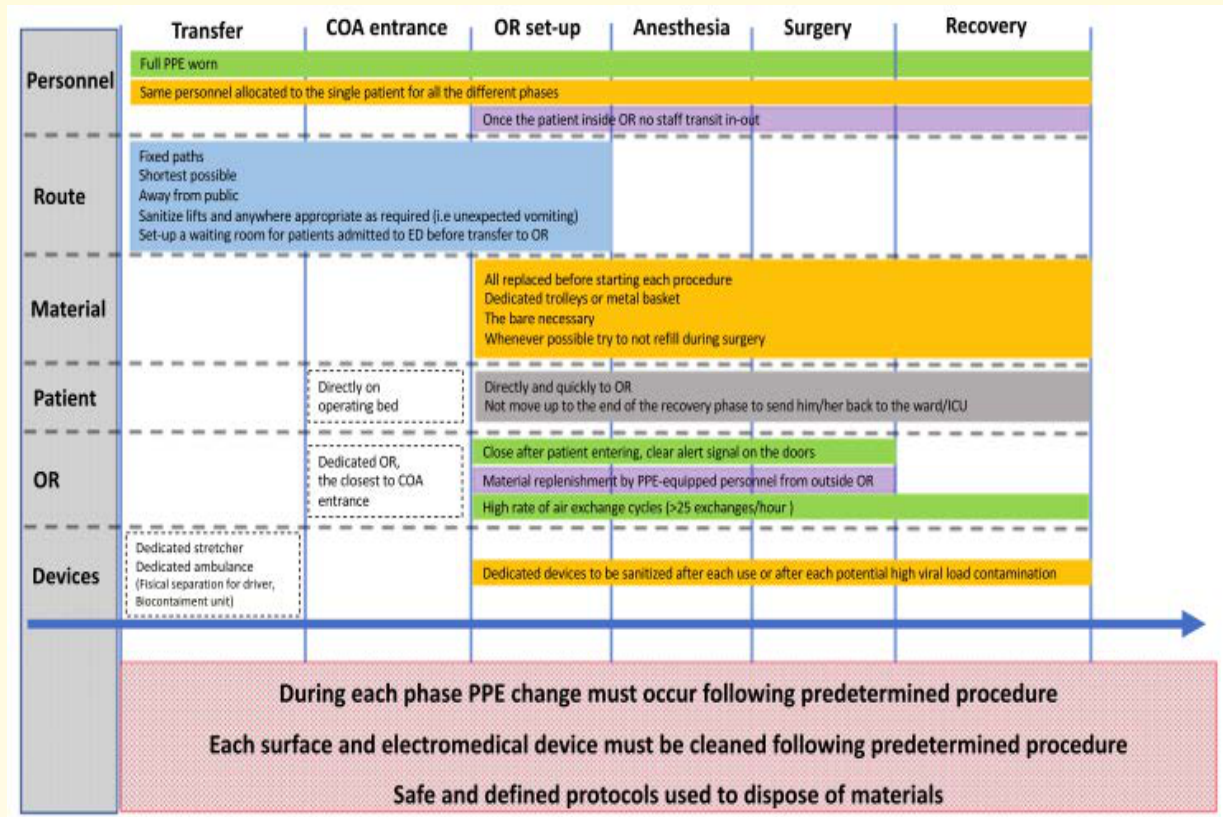 Transfer
COA entrance
OR set-up
Anesthesia
Surgery
Recovery
Personnel
Full PPE worn
Same personnel allocated to the single patient for all the different phases
Once the patient inside OR no staff transit in-out
Route
Fixed paths
Shortest possible
Away from public
Sanitize lifts and anywhere appropriate as required (i.e unexpected vomiting)
Set-up a waiting room for patients admitted to ED before transfer to OR
Material
All replaced before starting each procedure
Dedicated trolleys or metal basket
The bare necessary
Whenever possible try to not refill during surgery
Patient
Directly on
operating bed
Directly and quickly to OR
Not move up to the end of the recovery phase to send him/her back to the ward/ICU
OR
Dedicated OR,
the closest to COA
entrance
Close after patient entering, clear alert signal on the doors
Material replenishment by PPE-equipped personnel from outside OR
High rate of air exchange cycles (>25 exchanges/hour )
Devices
Dedicated stretcher
Dedicated ambulance
(Fisical separation for driver,
Biocontaiment unit)
Dedicated devices to be sanitized after each use or after each potential high viral load contamination
During each phase PPE change must occur following predetermined procedure
Each surface and electromedical device must be cleaned following predetermined procedure
Safe and defined protocols used to dispose of materials